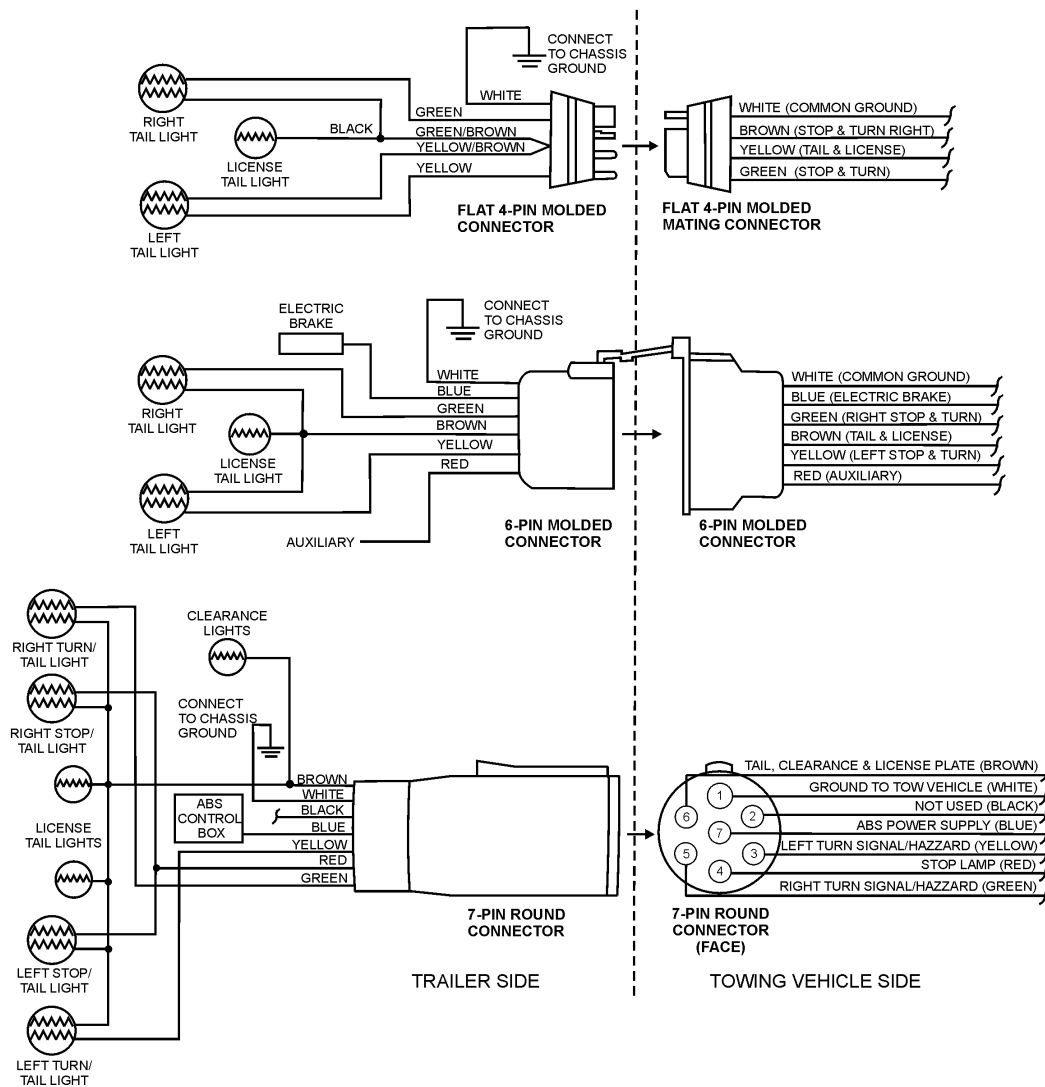 CONNECT
TO CHASSIS
GROUND
WHITE
GREEN
BLACK
GREEN/BROWN
YELLOW/BROWN
YELLOW
RIGHT
TAIL LIGHT
LICENSE
TAIL LIGHT
LEFT
TAIL LIGHT
FLAT 4-PIN MOLDED
CONNECTOR
WHITE (COMMON GROUND)
BROWN (STOP & TURN RIGHT)
YELLOW (TAIL & LICENSE)
GREEN (STOP & TURN)
FLAT 4-PIN MOLDED
MATING CONNECTOR
ELECTRIC
BRAKE
CONNECT
TO CHASSIS
GROUND
WHITE
BLUE
GREEN
BROWN
YELLOW
RED
RIGHT
TAIL LIGHT
LICENSE
TAIL LIGHT
LEFT
TAIL LIGHT
AUXILIARY
6-PIN MOLDED
CONNECTOR
WHITE (COMMON GROUND)
BLUE (ELECTRIC BRAKE)
GREEN (RIGHT STOP & TURN)
BROWN (TAIL & LICENSE)
YELLOW (LEFT STOP & TURN)
RED (AUXILIARY)
6-PIN MOLDED
CONNECTOR
RIGHT TURN/
TAIL LIGHT
CLEARANCE
LIGHTS
RIGHT STOP/
TAIL LIGHT
CONNECT
TO CHASSIS
GROUND
LICENSE
TAIL LIGHTS
ABS
CONTROL
BOX
BROWN
WHITE
BLACK
BLUE
YELLOW
RED
GREEN
LEFT STOP/
TAIL LIGHT
LEFT TURN/
TAIL LIGHT
7-PIN ROUND
CONNECTOR
TAIL, CLEARANCE & LICENSE PLATE (BROWN)
GROUND TO TOW VEHICLE (WHITE)
NOT USED (BLACK)
ABS POWER SUPPLY (BLUE)
LEFT TURN SIGNAL/HAZZARD (YELLOW)
STOP LAMP (RED)
RIGHT TURN SIGNAL/HAZZARD (GREEN)
1
6
2
7
5
3
4
7-PIN ROUND
CONNECTOR
(FACE)
TRAILER SIDE
TOWING VEHICLE SIDE